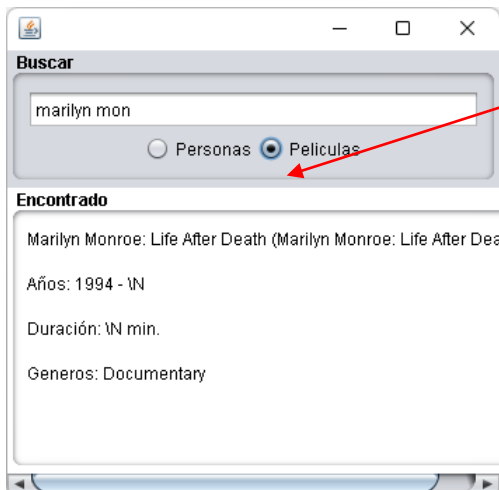 Buscar
marilyn mon
Personas Peliculas
Encontrado
Marilyn Monroe: Life After Death (Marilyn Monroe: Life After Dea
Años: 1994 - \N
Duración: \N min.
Generos: Documentary